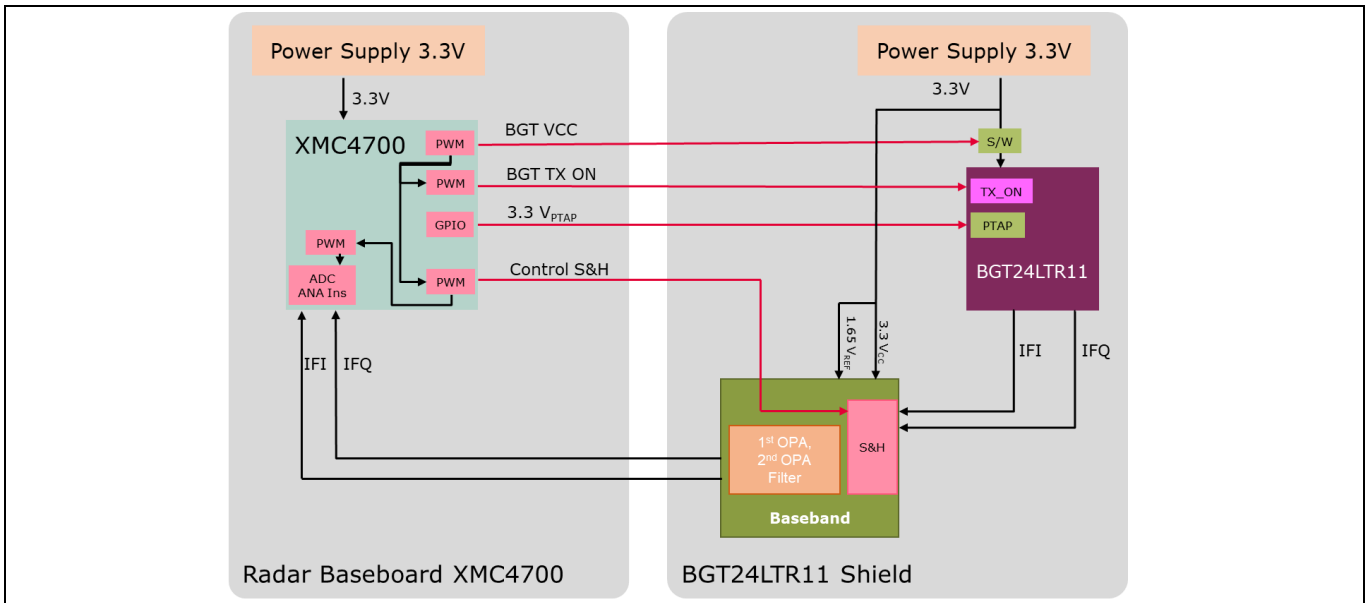 Power Supply 3.3V
3.3V
XMC4700
PWM
PWM
GPIO
PWM
ADC
ANA Ins
PWM
IFI
IFQ
Radar Baseboard XMC4700
BGT VCC
BGT TX ON
3.3 VPTAP
Control S&H
Power Supply 3.3V
3.3V
S/W
TX_ON
PTAP
BGT24LTR11
1.65 VREF
3.3 VCC
IFI
IFQ
1st OPA,
2nd OPA
Filter
S&H
Baseband
BGT24LTR11 Shield